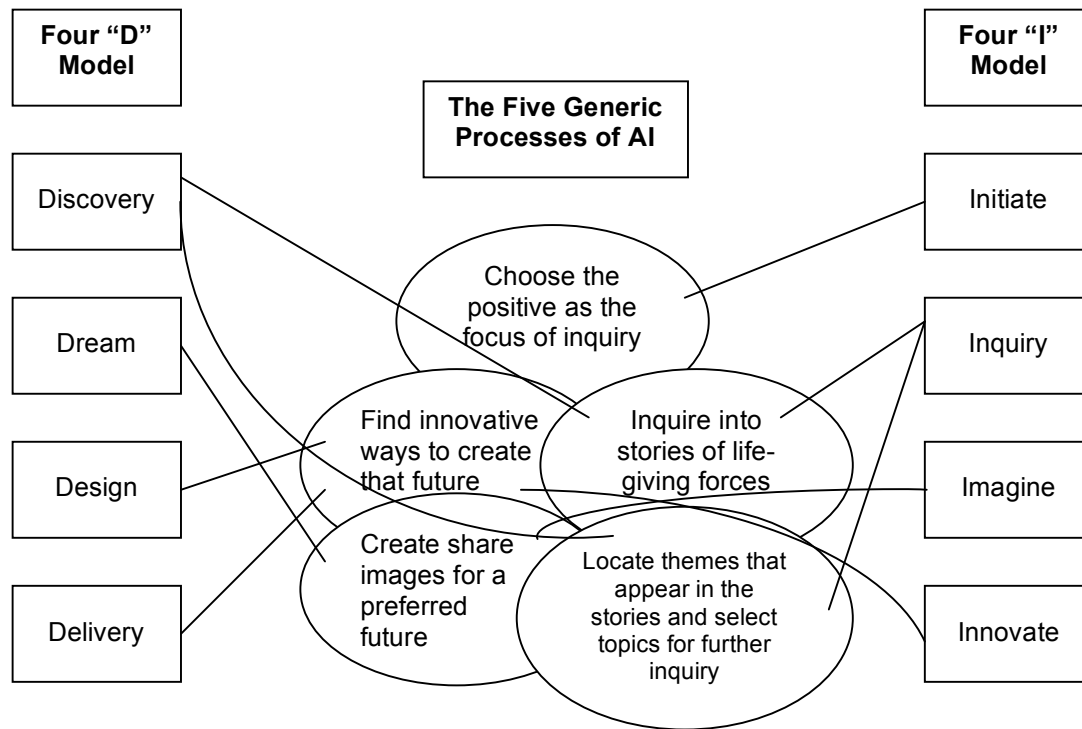 Four “D”
Model
Four “I”
Model
The Five Generic
Processes of AI
Discovery
Initiate
Choose the
positive as the
focus of inquiry
Dream
Inquiry
Find innovative
ways to create
that future
Inquire into
stories of life-
giving forces
Design
Imagine
Create share
images for a
preferred
future
Locate themes that
appear in the
stories and select
topics for further
inquiry
Delivery
Innovate